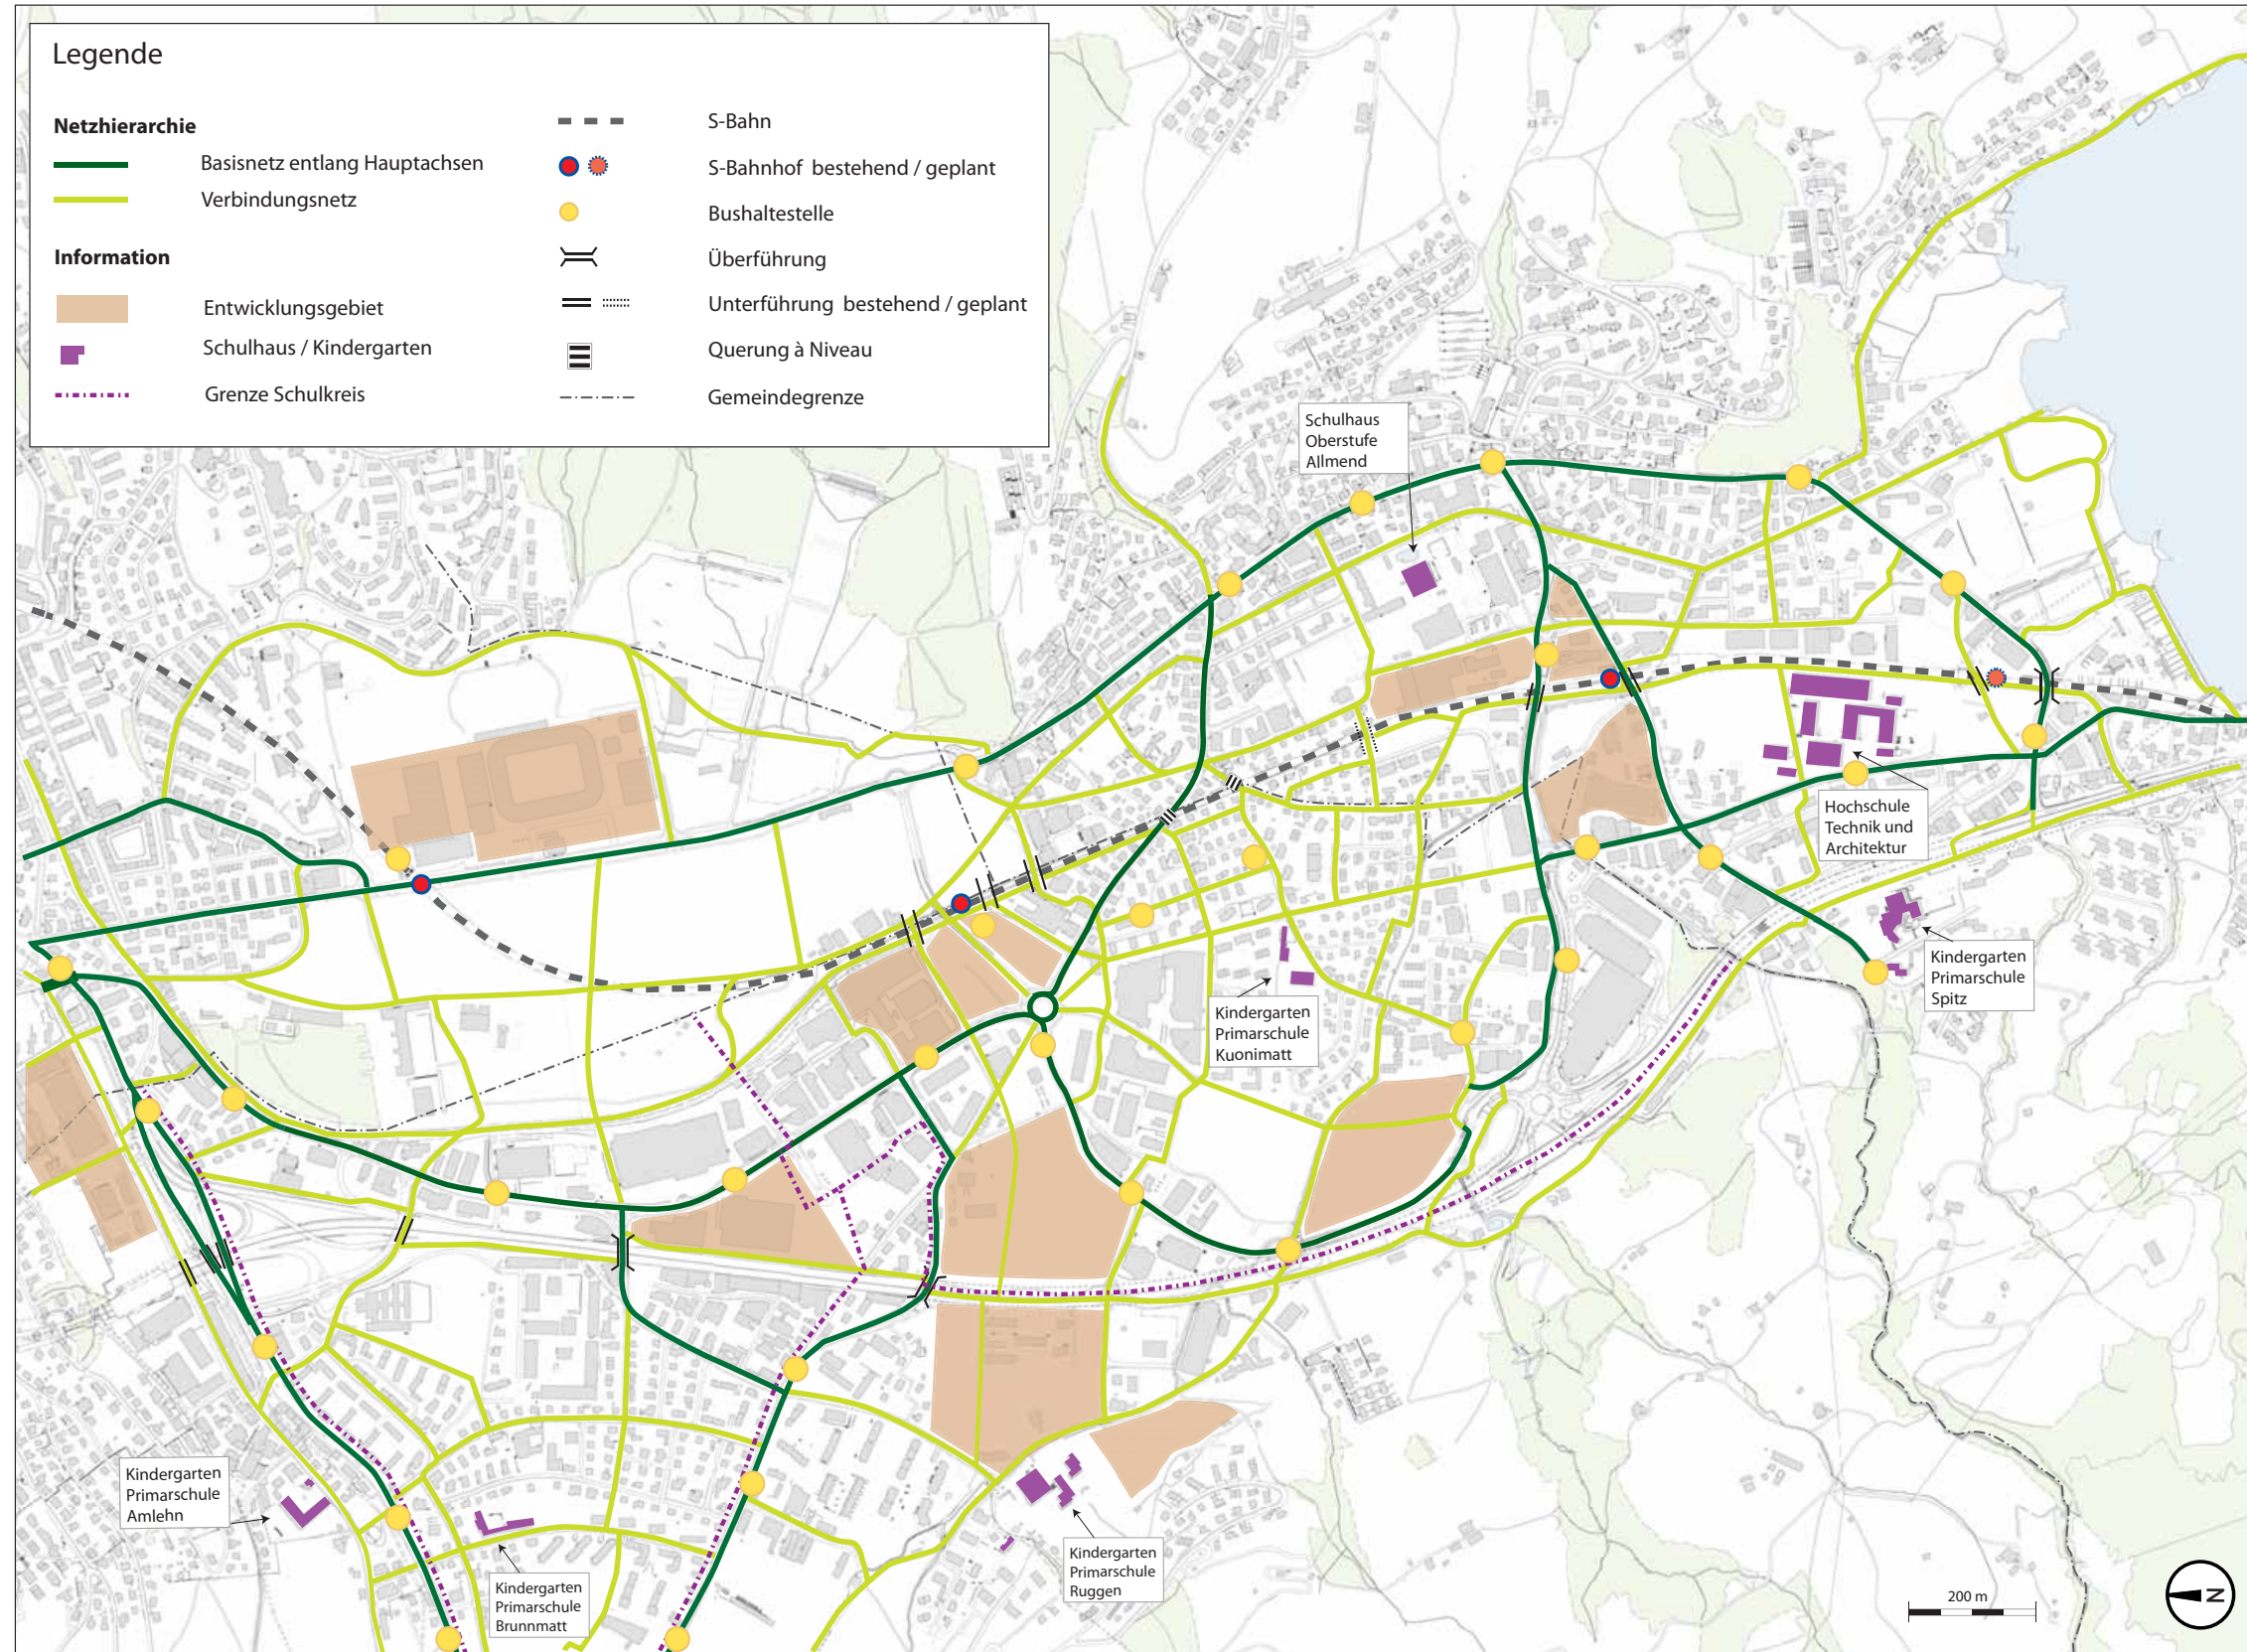 Legende
Netzhierarchie
Basisnetz entlang Hauptachsen
Verbindungsnetz
Information
Entwicklungsgebiet
Schulhaus / Kindergarten
Grenze Schulkreis
S-Bahn
S-Bahnhof bestehend / geplant
Bushaltestelle
Überführung
Unterführung bestehend / geplant
Querung à Niveau
Gemeindegrenze
Schulhaus
Oberstufe
Allmend
Hochschule
Technik und
Architektur
Kindergarten
Primarschule
Spitz
Kindergarten
Primarschule
Kuonimatt
Kindergarten
Primarschule
Amlehn
Kindergarten
Primarschule
Brunnmatt
Kindergarten
Primarschule
Ruggen
200 m
N